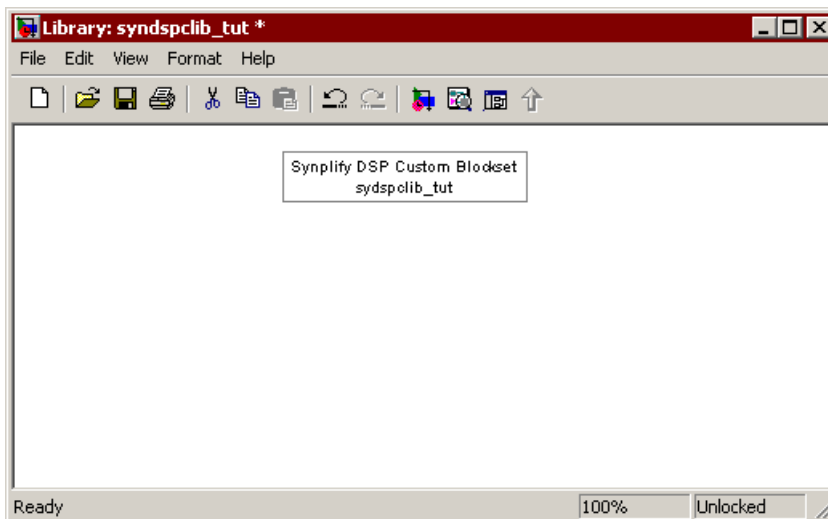 Library: syndspclib_tut *
File Edit View Format Help
Synplify DSP Custom Blockset
sydspclib_tut
Ready 100% Unlocked